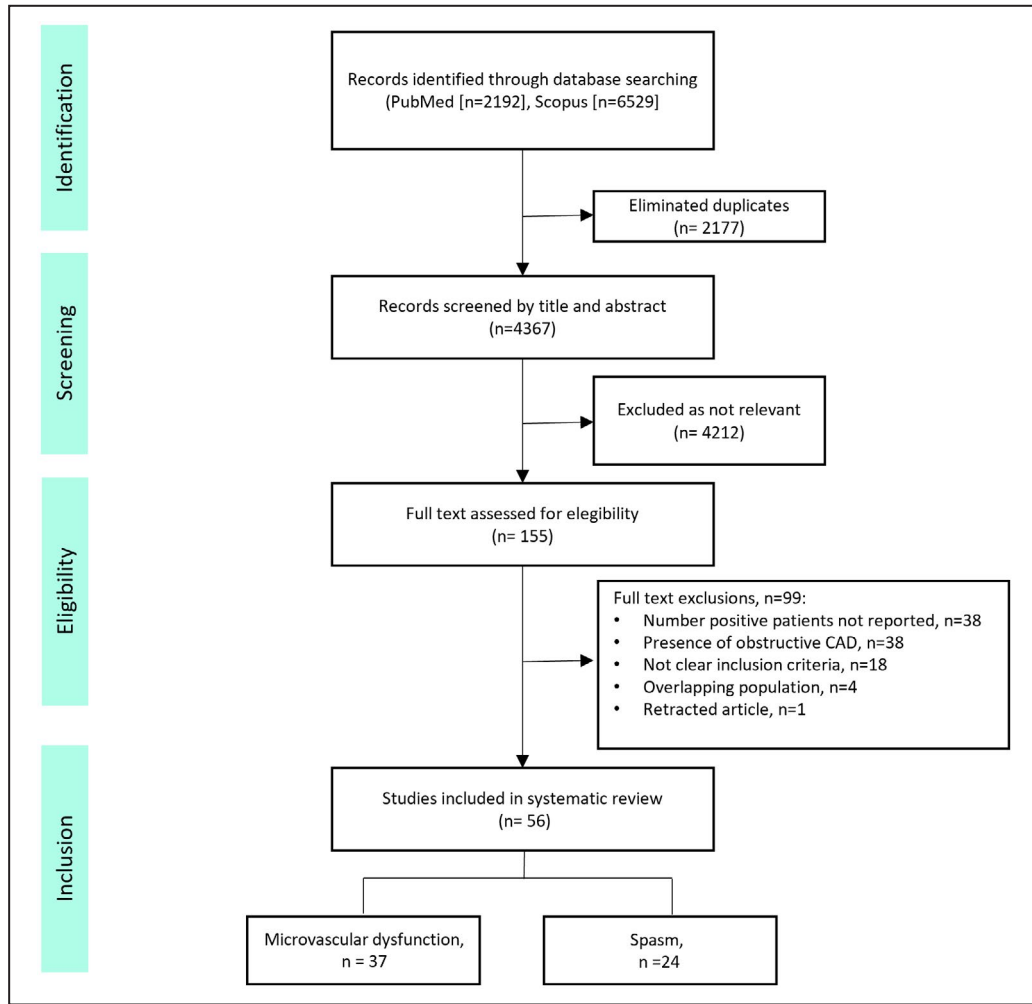 Identification
Records identified through database searching
(PubMed [n=2192], Scopus [n=6529]
Eliminated duplicates
(n= 2177)
Screening
Records screened by title and abstract
(n=4367)
Excluded as not relevant
(n= 4212)
Eligibility
Full text assessed for elegibility
(n= 155)
Full text exclusions, n=99:
• Number positive patients not reported, n=38
• Presence of obstructive CAD, n=38
• Not clear inclusion criteria, n=18
• Overlapping population, n=4
• Retracted article, n=1
Inclusion
Studies included in systematic review
(n= 56)
Microvascular dysfunction,
n = 37
Spasm,
n =24